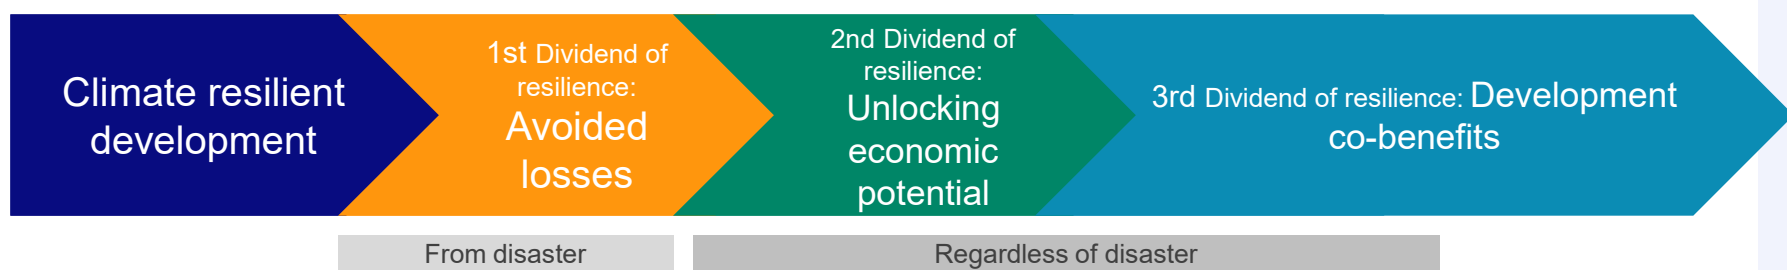 Climate resilient
development
1st Dividend of
resilience:
Avoided
losses
2nd Dividend of
resilience:
Unlocking
economic
potential
3rd Dividend of resilience: Development
co-benefits
From disaster
Regardless of disaster